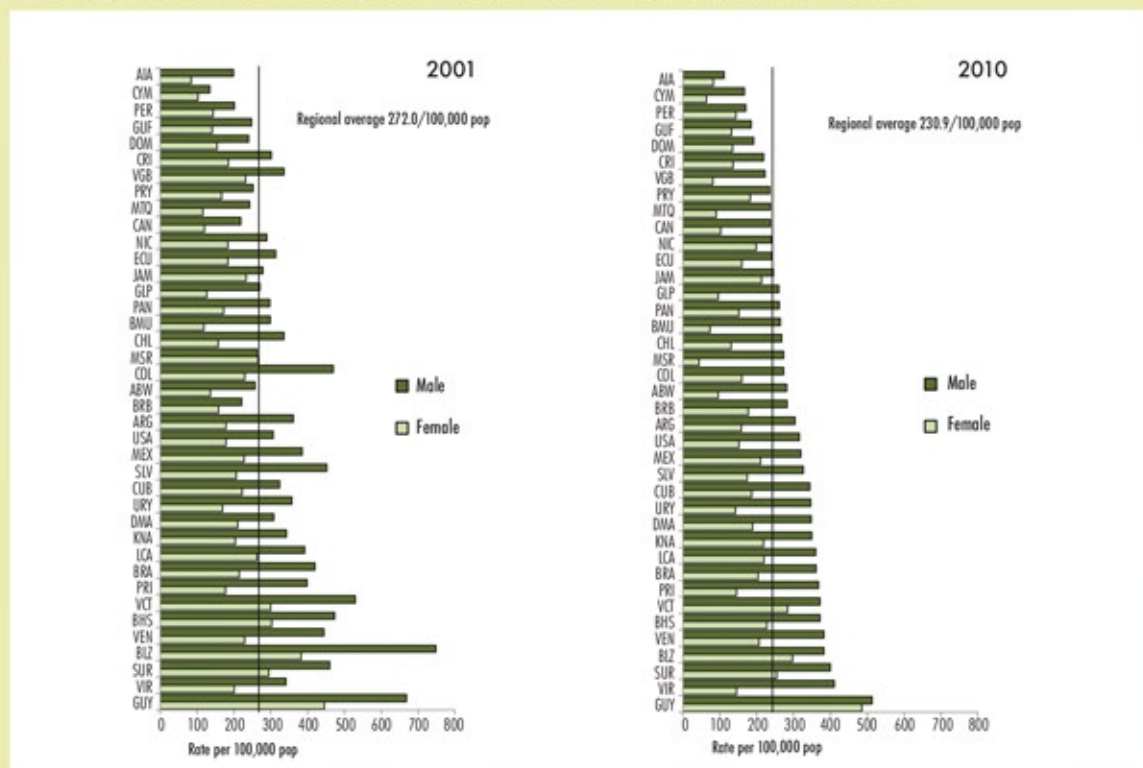 2001
Regional average 272.0/100,000 pop
AIA
CYM
PER
GUF
DOM
CRI
VGB
PRY
MTQ
CAN
NIC
ECU
JAM
GLP
PAN
BMU
CHL
MSR
COL
ABW
BRB
ARG
USA
MEX
SLV
CUB
URY
DMA
KNA
LCA
BRA
PRI
VCT
BHS
VEN
BLZ
SUR
VIR
GUY
Male
Female
0 100 200 300 400 500 600 700 800
Rate per 100,000 pop
2010
Regional average 230.9/100,000 pop
AIA
CYM
PER
GUF
DOM
CRI
VGB
PRY
MTQ
CAN
NIC
ECU
JAM
GLP
PAN
BMU
CHL
MSR
COL
ABW
BRB
ARG
USA
MEX
SLV
CUB
URY
DMA
KNA
LCA
BRA
PRI
VCT
BHS
VEN
BLZ
SUR
VIR
GUY
Male
Female
0 100 200 300 400 500 600 700 800
Rate per 100,000 pop